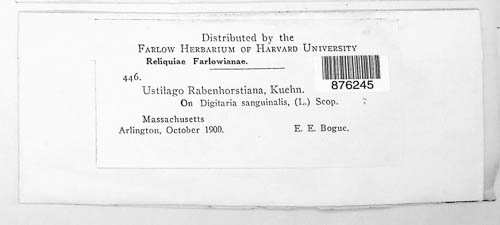 Distributed by the
FARLOW HERBARIUM OF HARVARD UNIVERSITY
Reliquiae Farlowianae.
876245
446.
Ustilago Rabenhorstiana, Kuehn.
On Digitaria sanguinalis, (L.) Scop.
Massachusetts
Arlington, October 1900. E. E. Bogue.